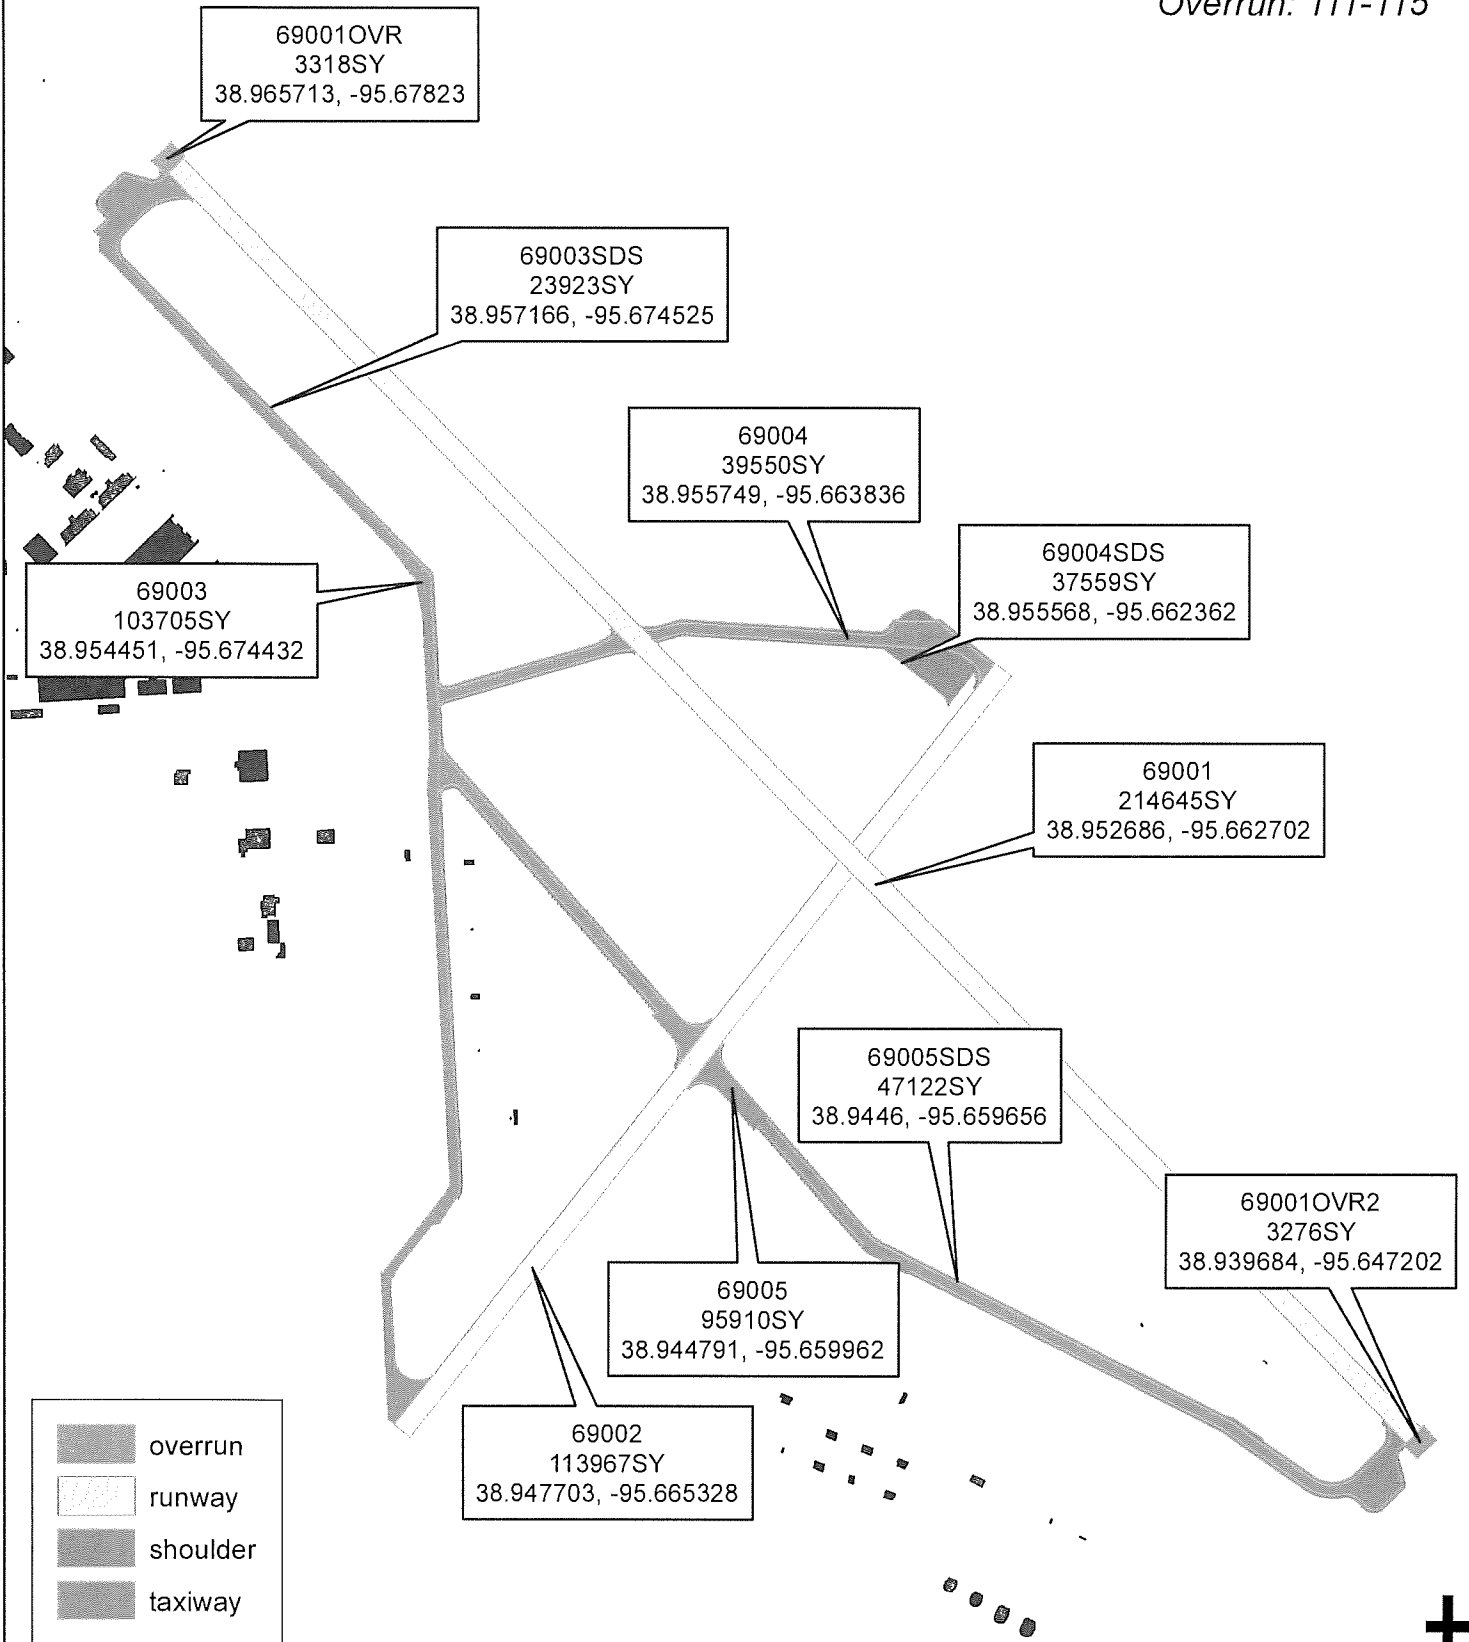 Overrun: 111-115
69001OVR
3318SY
38.965713, -95.67823
69003SDS
23923SY
38.957166, -95.674525
69004
39550SY
38.955749, -95.663836
69004SDS
37559SY
38.955568, -95.662362
69003
103705SY
38.954451, -95.674432
69001
214645SY
38.952686, -95.662702
69005SDS
47122SY
38.9446, -95.659656
69001OVR2
3276SY
38.939684, -95.647202
69005
95910SY
38.944791, -95.659962
69002
113967SY
38.947703, -95.665328
overrun
runway
shoulder
taxiway